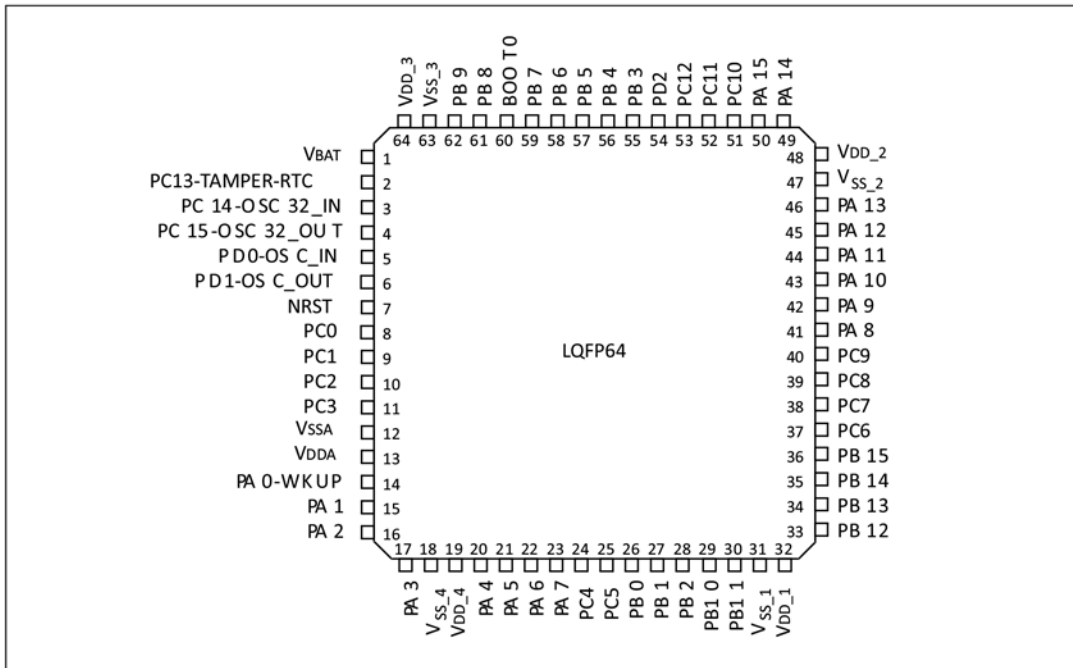 VDD_3 VSS_3 PB 9 PB 8 BOO T0 PB 7 PB 6 PB 5 PB 4 PB 3 PD2 PC12 PC11 PC10 PA 15 PA 14
64 63 62 61 60 59 58 57 56 55 54 53 52 51 50 49
VBAT 1 48 VDD_2
PC13-TAMPER-RTC 2 47 VSS_2
PC 14-OSC 32_IN 3 46 PA 13
PC 15-OSC 32_OU T 4 45 PA 12
P D0-OS C_IN 5 44 PA 11
P D1-OS C_OUT 6 43 PA 10
NRST 7 42 PA 9
PC0 8 41 PA 8
LQFP64
PC1 9 40 PC9
PC2 10 39 PC8
PC3 11 38 PC7
VSSA 12 37 PC6
VDDA 13 36 PB 15
PA 0-WK UP 14 35 PB 14
PA 1 15 34 PB 13
PA 2 16 33 PB 12
17 18 19 20 21 22 23 24 25 26 27 28 29 30 31 32
PA 3 VSS_4 VDD_4 PA 4 PA 5 PA 6 PA 7 PC4 PC5 PB 0 PB 1 PB 2 PB1 0 PB1 1 VSS_1 VDD_1